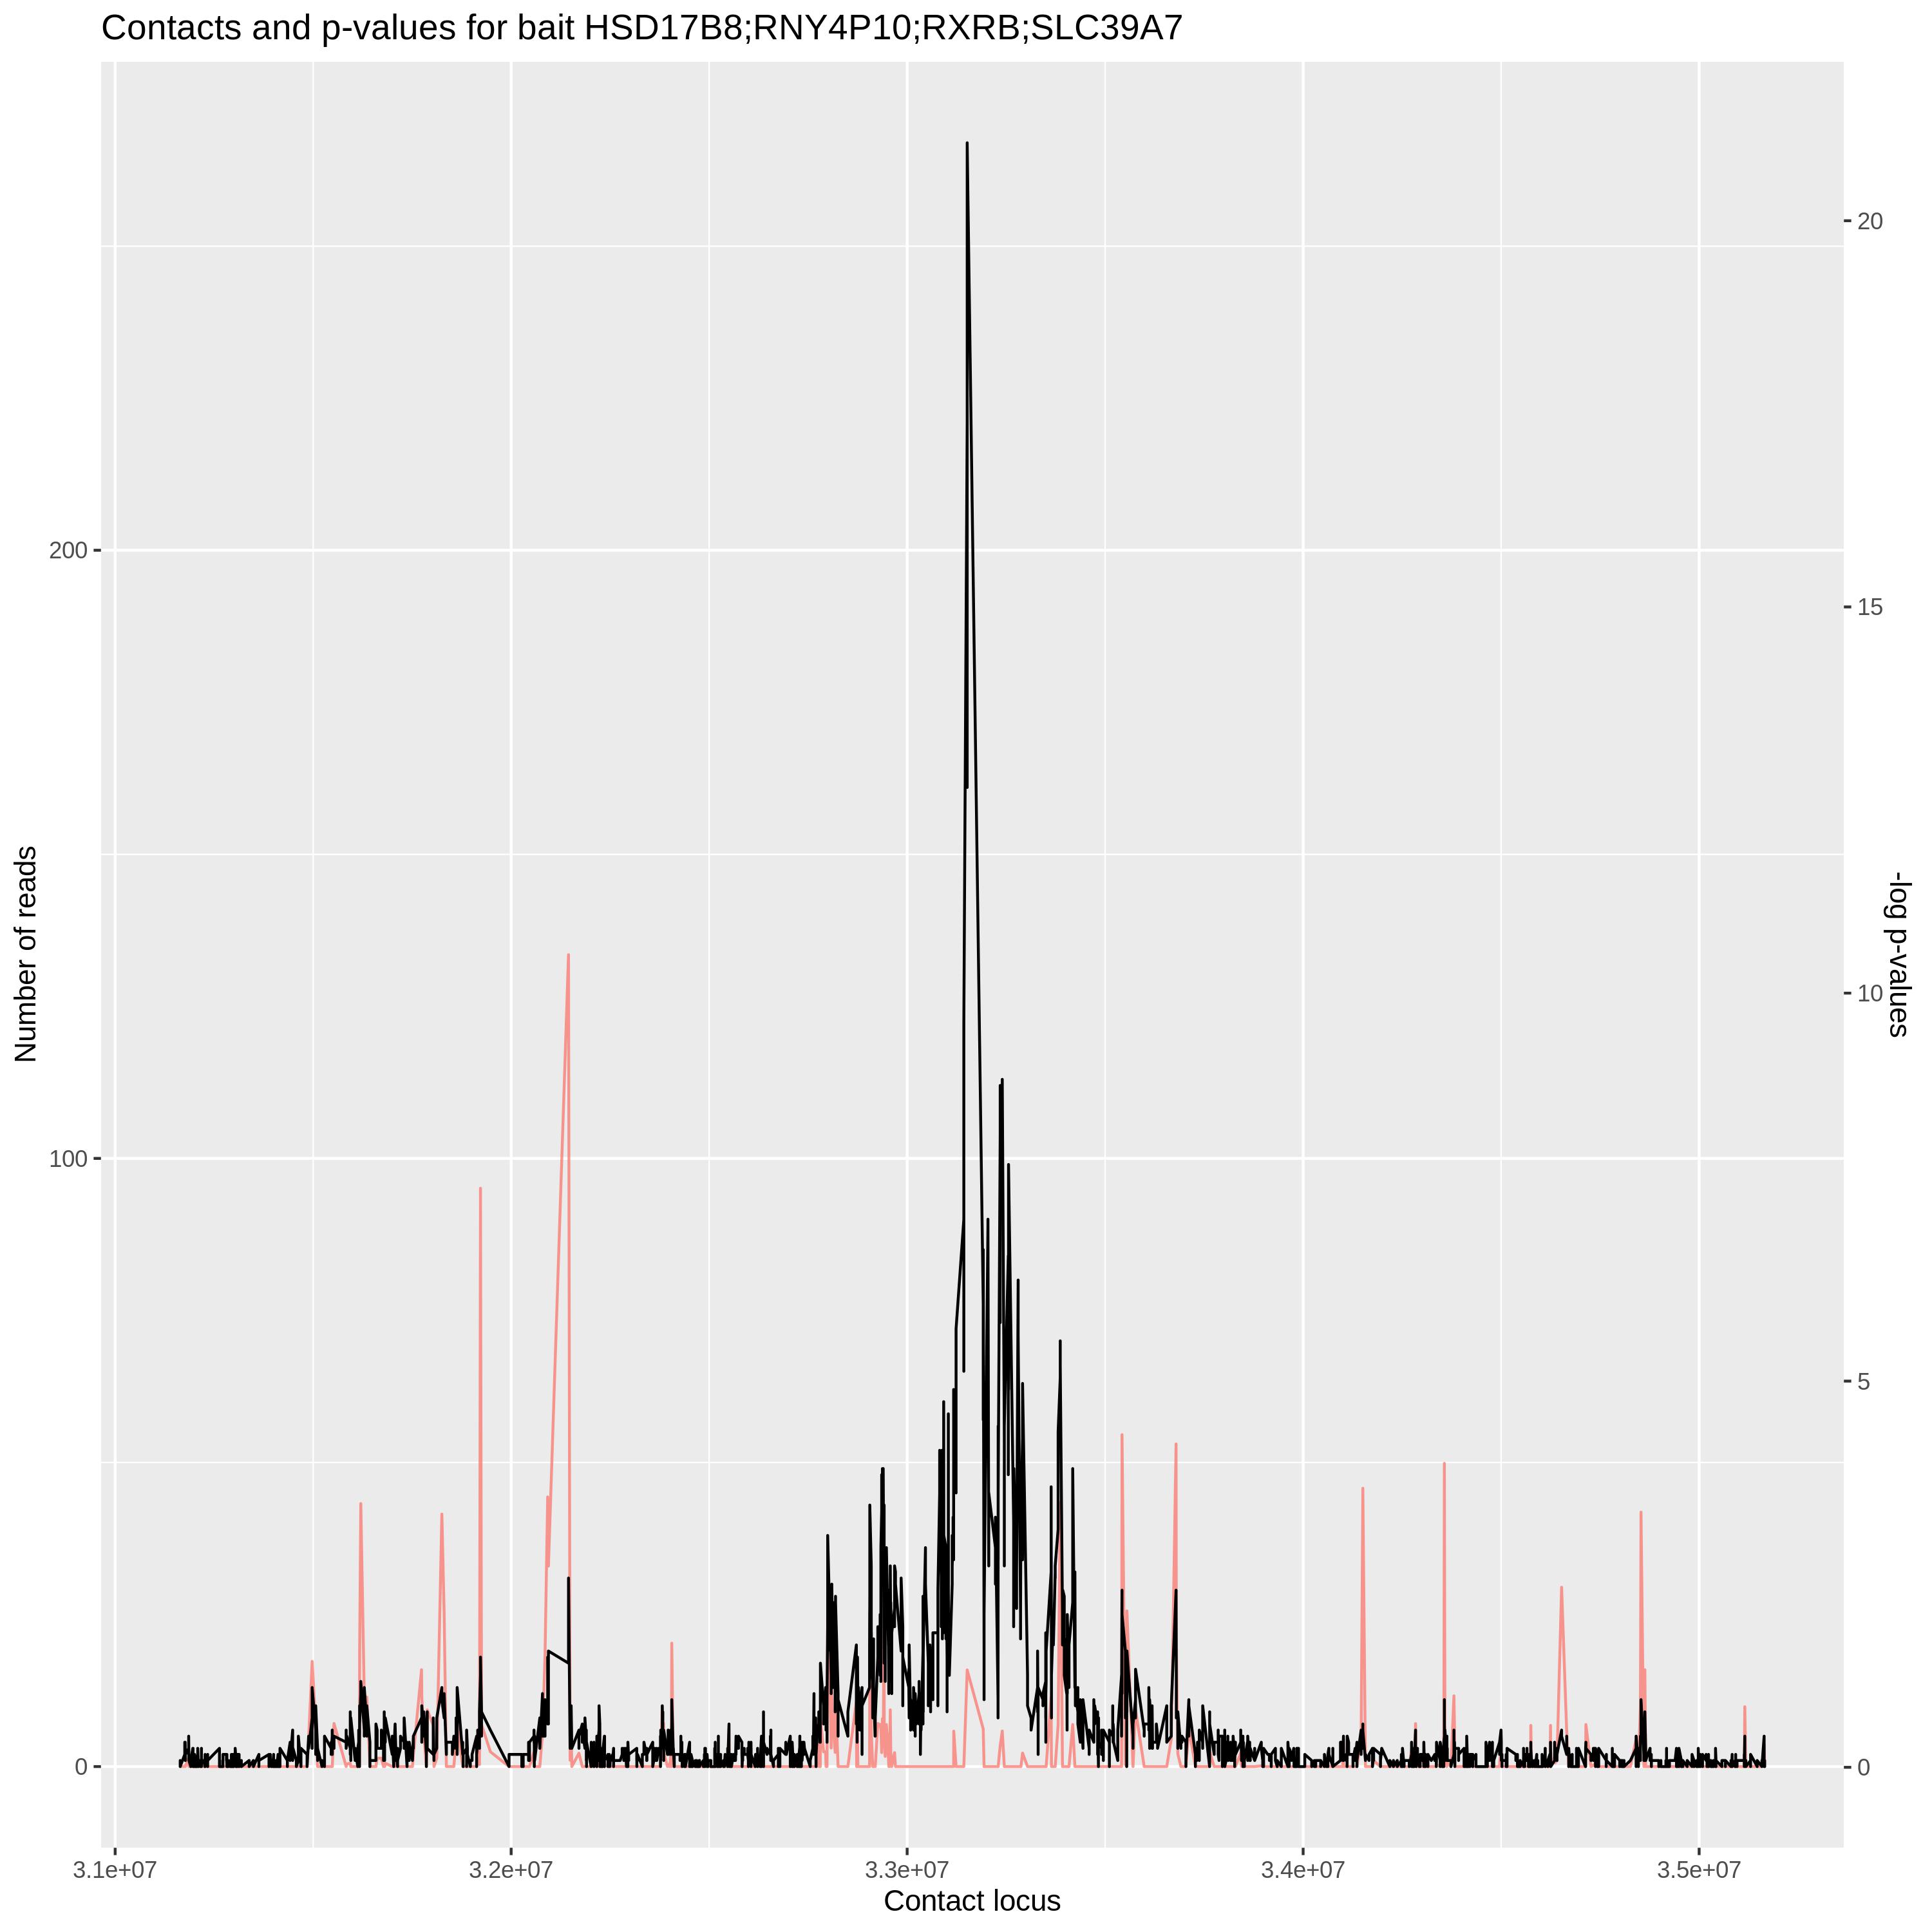 Contacts and p-values for bait HSD17B8;RNY4P10;RXRB;SLC39A7
Number of reads
200
100
0
20
15
10
5
0
-log p-values
3.1e+07 3.2e+07 3.3e+07 3.4e+07 3.5e+07
Contact locus